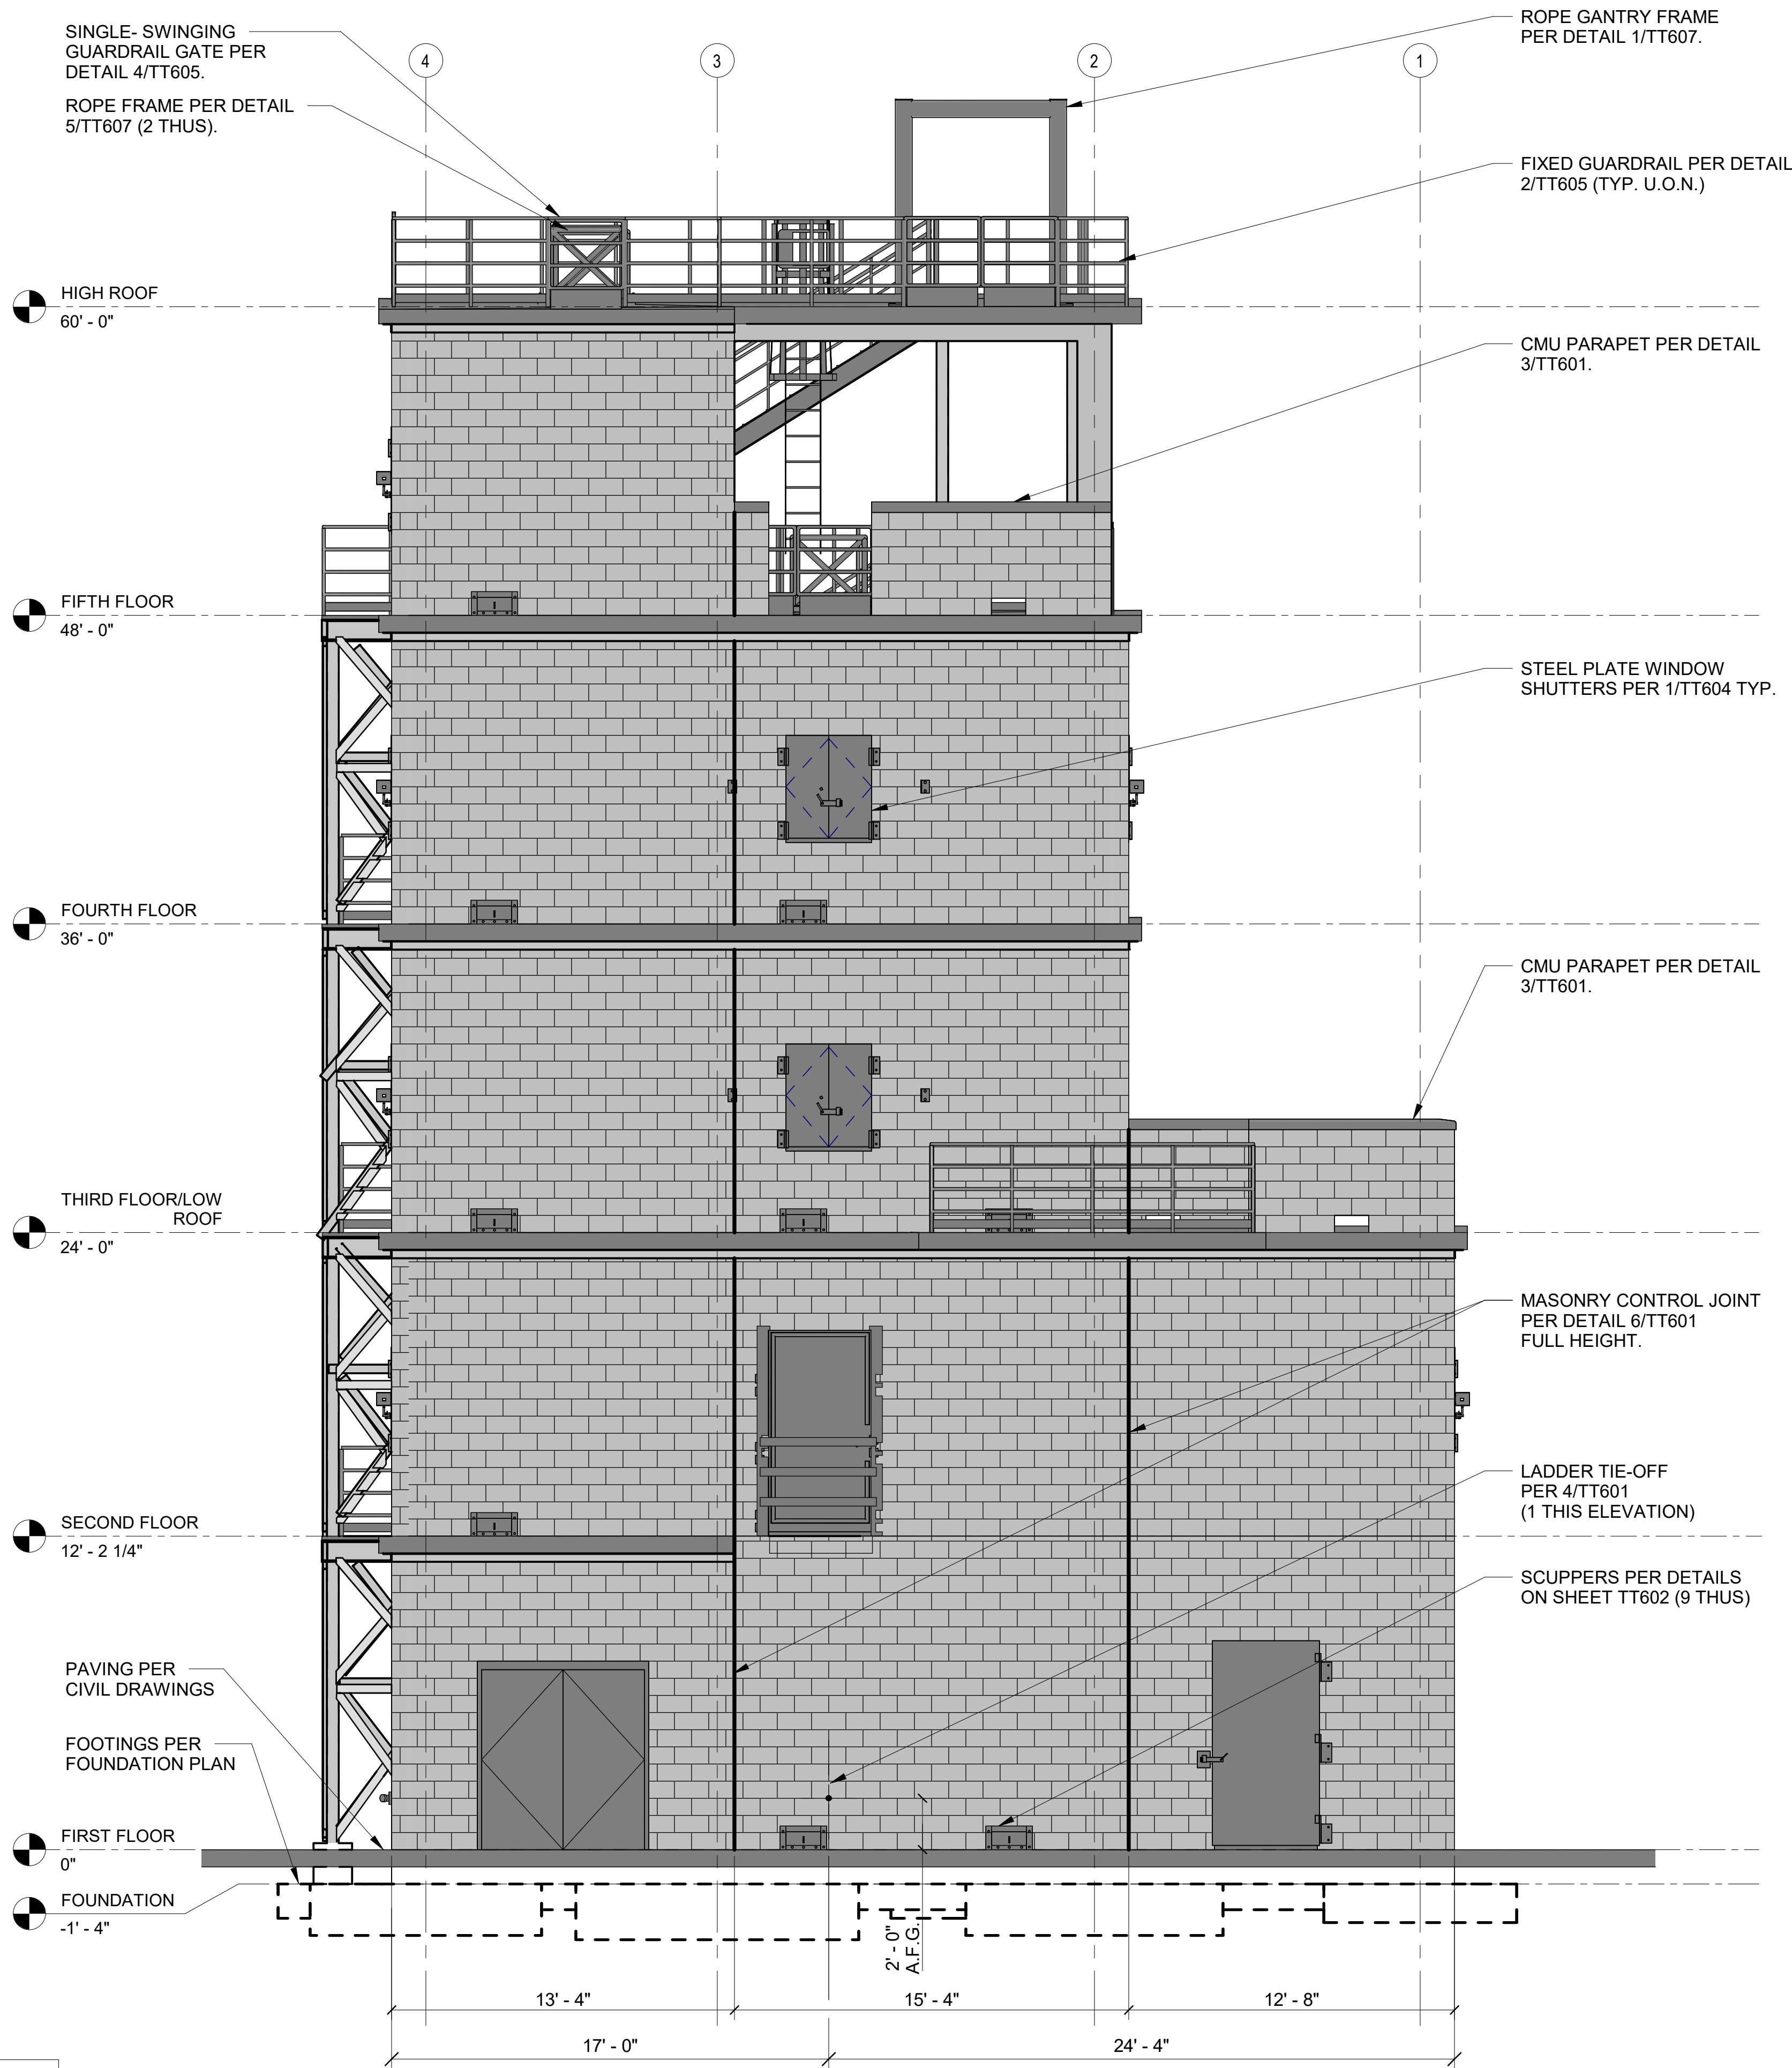 SINGLE- SWINGING
GUARDRAIL GATE PER
DETAIL 4/TT605.
ROPE FRAME PER DETAIL
5/TT607 (2 THUS).
4
3
2
1
ROPE GANTRY FRAME
PER DETAIL 1/TT607.
FIXED GUARDRAIL PER DETAIL
2/TT605 (TYP. U.O.N.)
HIGH ROOF
60' - 0"
CMU PARAPET PER DETAIL
3/TT601.
FIFTH FLOOR
48' - 0"
STEEL PLATE WINDOW
SHUTTERS PER 1/TT604 TYP.
FOURTH FLOOR
36' - 0"
CMU PARAPET PER DETAIL
3/TT601.
THIRD FLOOR/LOW
ROOF
24' - 0"
MASONRY CONTROL JOINT
PER DETAIL 6/TT601
FULL HEIGHT.
LADDER TIE-OFF
PER 4/TT601
(1 THIS ELEVATION)
SECOND FLOOR
12' - 2 1/4"
SCUPPERS PER DETAILS
ON SHEET TT602 (9 THUS)
PAVING PER
CIVIL DRAWINGS
FOOTINGS PER
FOUNDATION PLAN
FIRST FLOOR
0"
FOUNDATION
-1' - 4"
2' - 0"
A.F.G.
13' - 4"
15' - 4"
12' - 8"
17' - 0"
24' - 4"